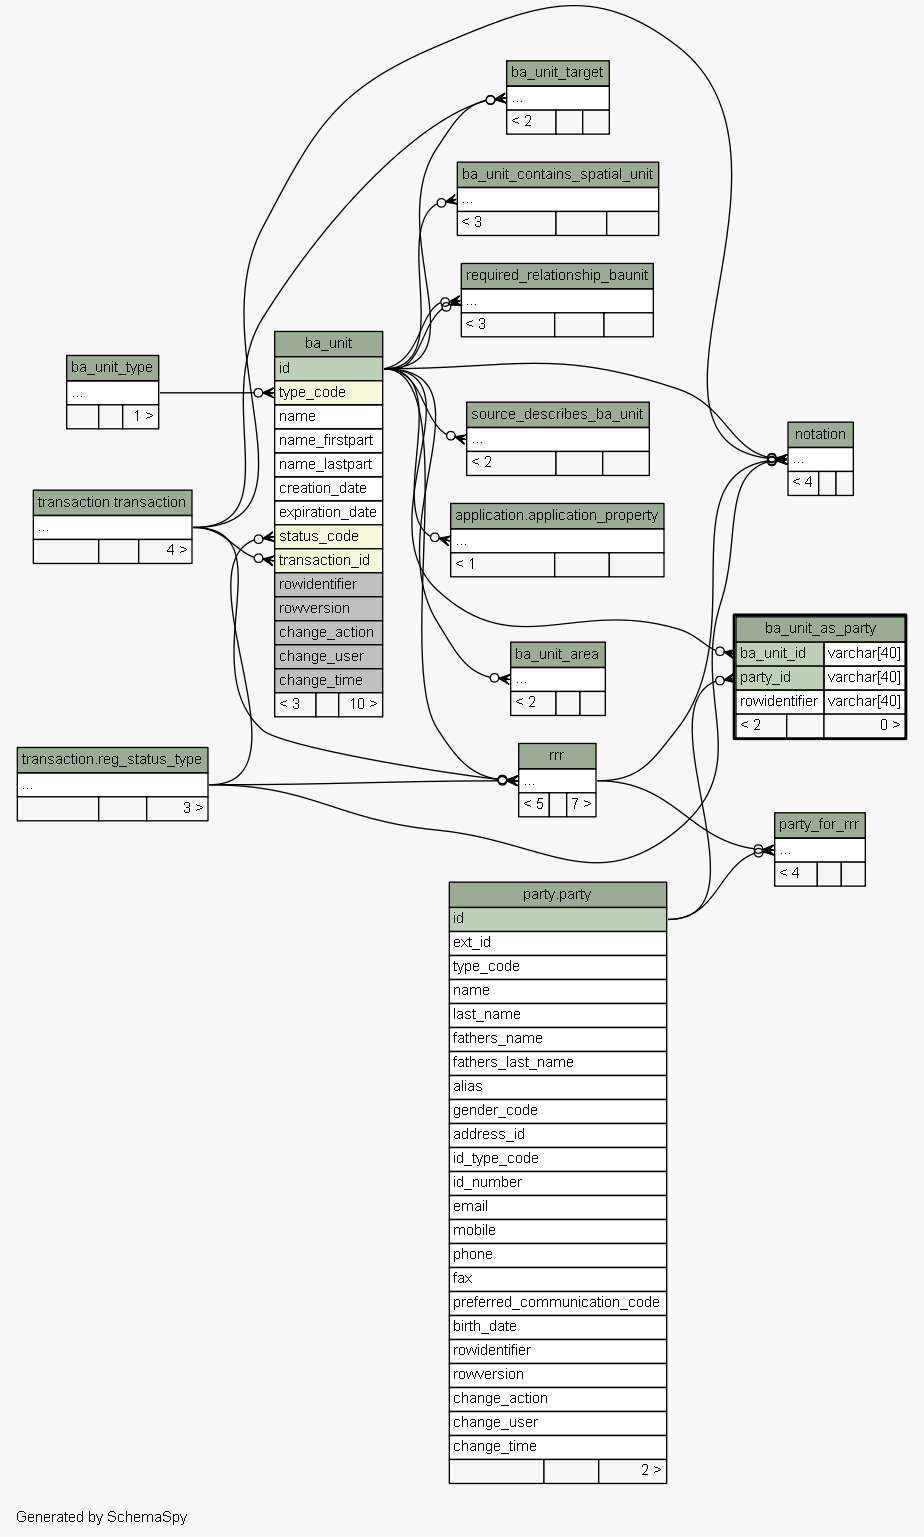 ba_unit_target
...
< 2
ba_unit_contains_spatial_unit
...
< 3
required_relationship_baunit
...
< 3
ba_unit
id
type_code
name
name_firstpart
name_lastpart
creation_date
expiration_date
status_code
transaction_id
rowidentifier
rowversion
change_action
change_user
change_time
< 3 10 >
ba_unit_type
...
1 >
source_describes_ba_unit
...
< 2
notation
...
< 4
transaction.transaction
...
4 >
application.application_property
...
< 1
ba_unit_as_party
ba_unit_id varchar[40]
party_id varchar[40]
rowidentifier varchar[40]
< 2 0 >
ba_unit_area
...
< 2
transaction.reg_status_type
...
3 >
rrr
...
< 5 7 >
party_for_rrr
...
< 4
party.party
id
ext_id
type_code
name
last_name
fathers_name
fathers_last_name
alias
gender_code
address_id
id_type_code
id_number
email
mobile
phone
fax
preferred_communication_code
birth_date
rowidentifier
rowversion
change_action
change_user
change_time
2 >
Generated by SchemaSpy